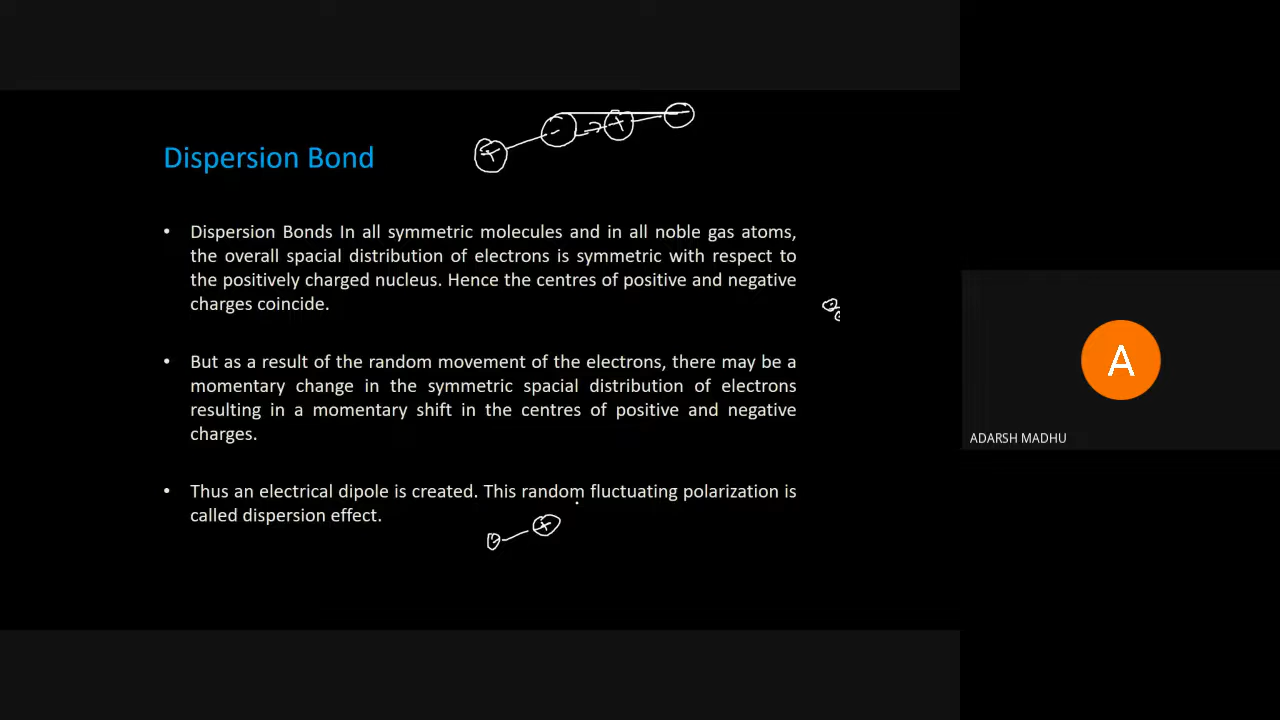 + - → + -
Dispersion Bond
• Dispersion Bonds In all symmetric molecules and in all noble gas atoms,
the overall spacial distribution of electrons is symmetric with respect to
the positively charged nucleus. Hence the centres of positive and negative
charges coincide.
• But as a result of the random movement of the electrons, there may be a
momentary change in the symmetric spacial distribution of electrons
resulting in a momentary shift in the centres of positive and negative
charges.
• Thus an electrical dipole is created. This random fluctuating polarization is
called dispersion effect.
+
A
ADARSH MADHU